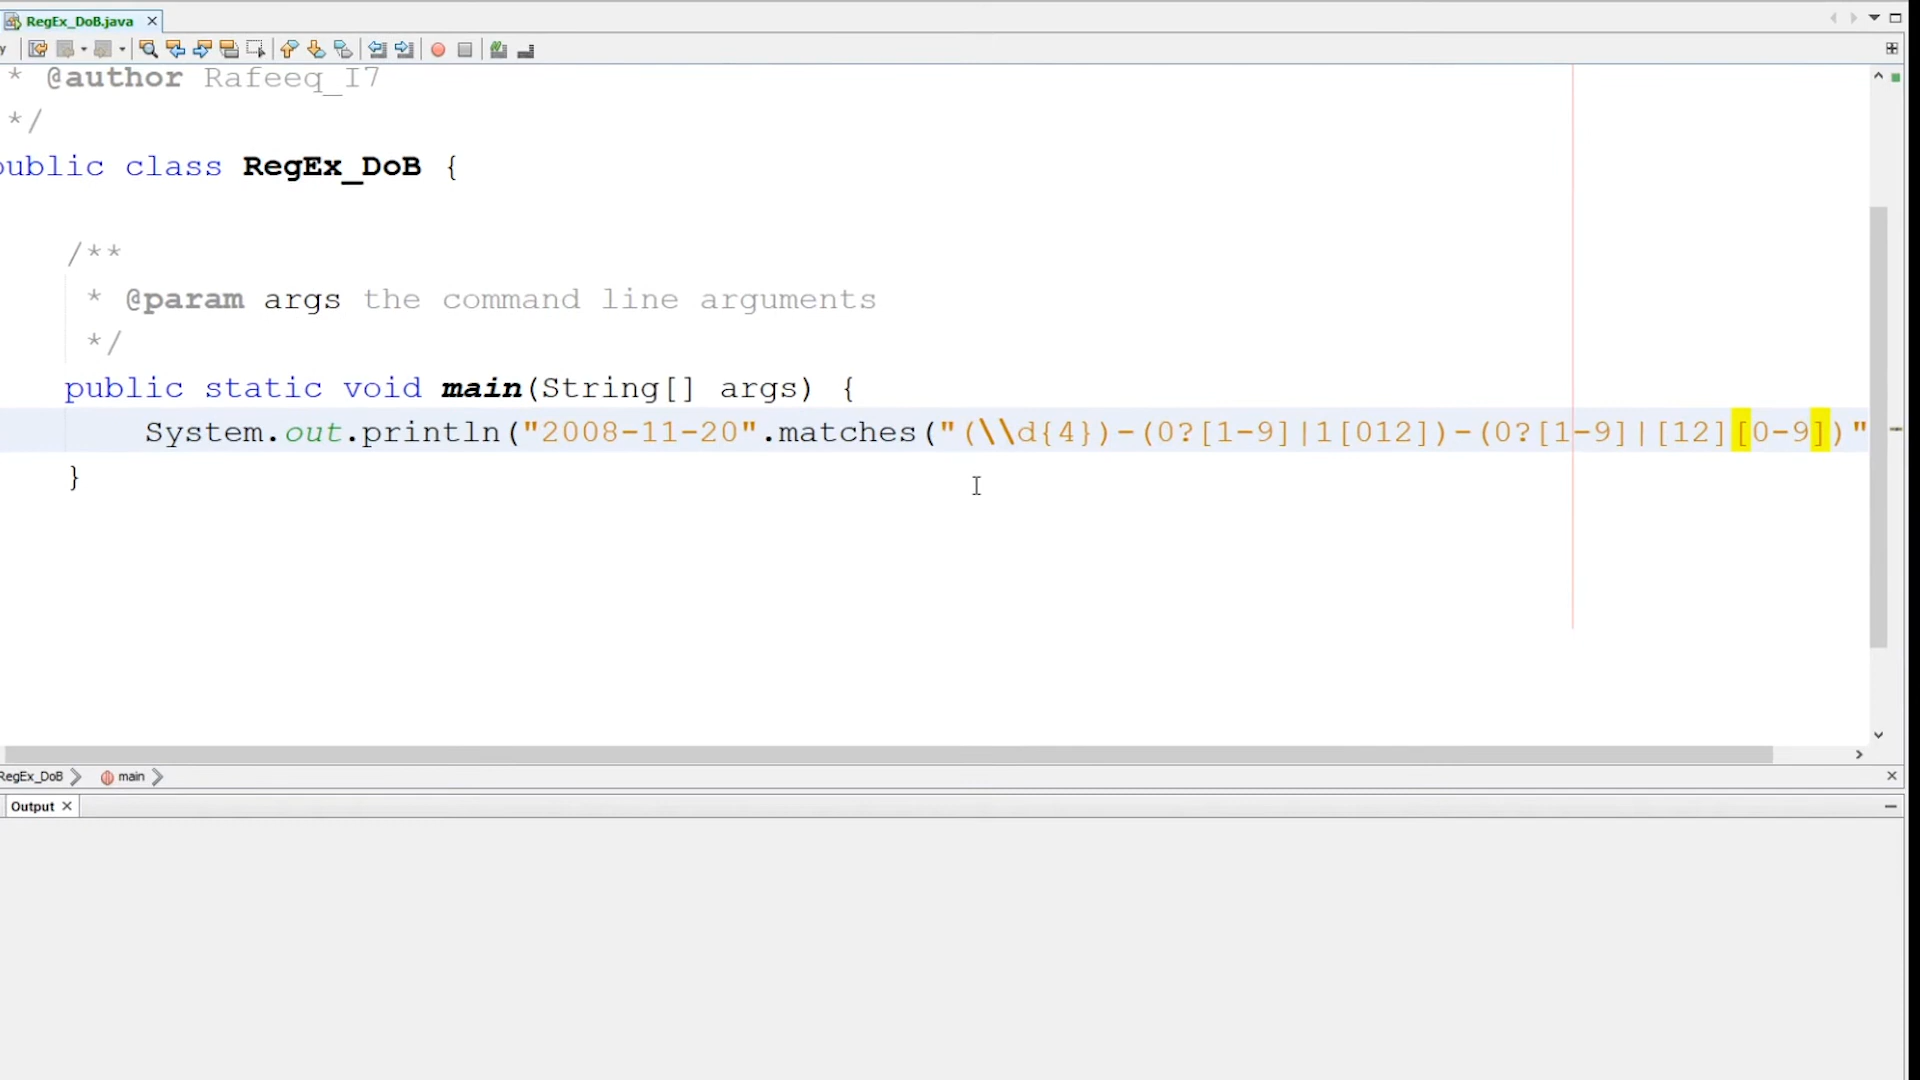 RegEx_DoB.java
* @author Rafeeq_I7
*/
public class RegEx_DoB {
/**
* @param args the command line arguments
*/
public static void main(String[] args) {
System.out.println("2008-11-20".matches("(\\d{4})-(0?[1-9]|1[012])-(0?[1-9]|[12][0-9])"
}
RegEx_DoB main
Output